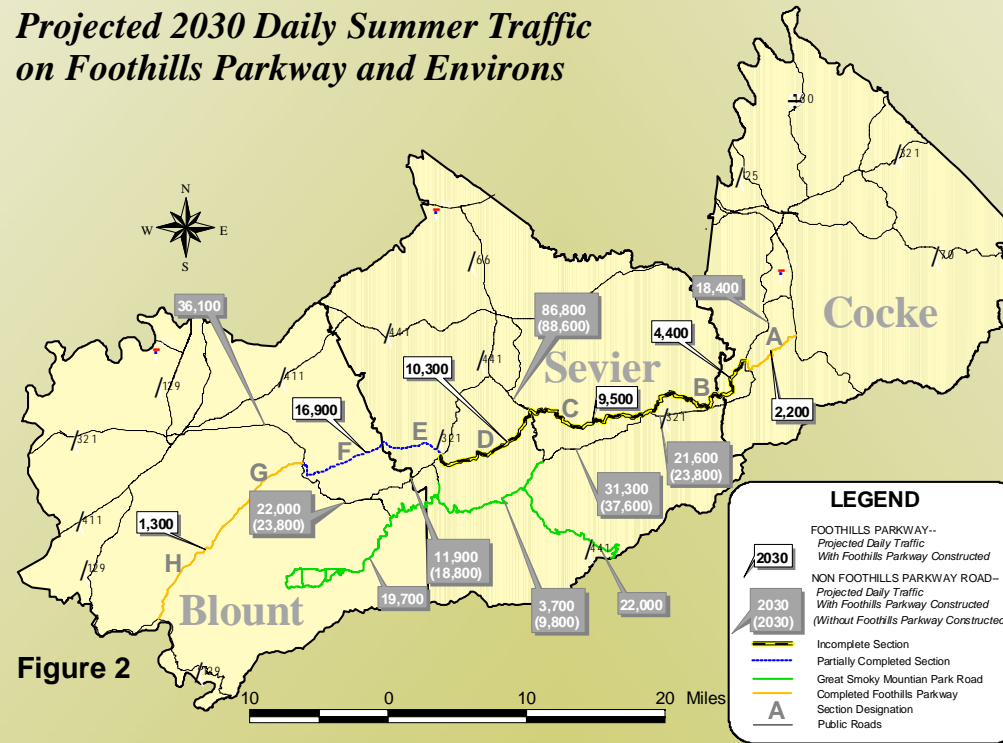 Projected 2030 Daily Summer Traffic
on Foothills Parkway and Environs
N
W E
S
100
321
25
70
66
18,400
36,100
86,800
(88,600)
Cocke
4,400
A
441
Sevier
441
10,300
129
411
B
C
9,500
2,200
16,900
321
E
321
D
F
321
G
21,600
(23,800)
22,000
(23,800)
31,300
(37,600)
411
1,300
11,900
(18,800)
441
H
129
19,700
3,700
(9,800)
22,000
Blount
129
Figure 2
10 0 10 20 Miles
LEGEND
FOOTHILLS PARKWAY--
Projected Daily Traffic
With Foothills Parkway Constructed
2030
NON FOOTHILLS PARKWAY ROAD--
Projected Daily Traffic
With Foothills Parkway Constructed
(Without Foothills Parkway Constructed
2030
(2030)
Incomplete Section
Partially Completed Section
Great Smoky Mountian Park Road
Completed Foothills Parkway
A Section Designation
Public Roads